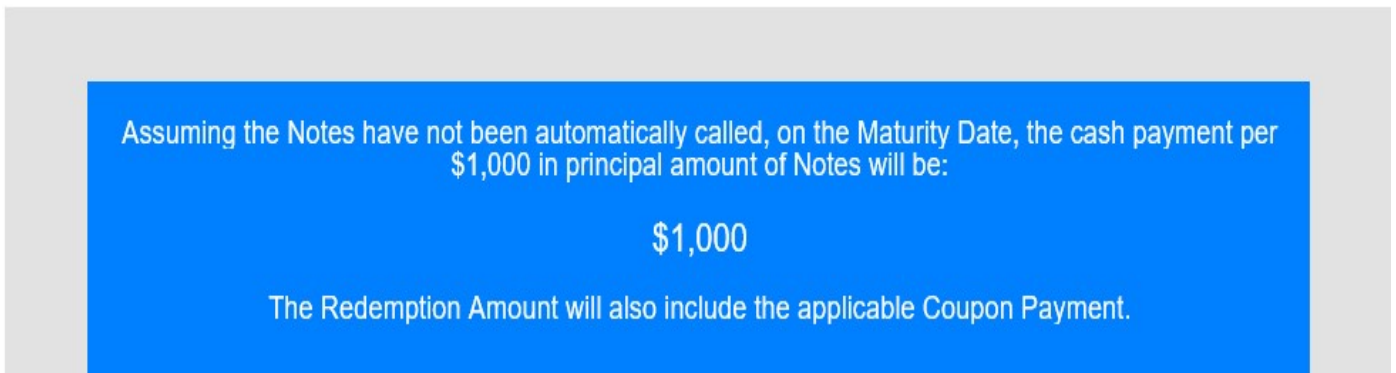 Assuming the Notes have not been automatically called, on the Maturity Date, the cash payment per
$1,000 in principal amount of Notes will be:
$1,000
The Redemption Amount will also include the applicable Coupon Payment.